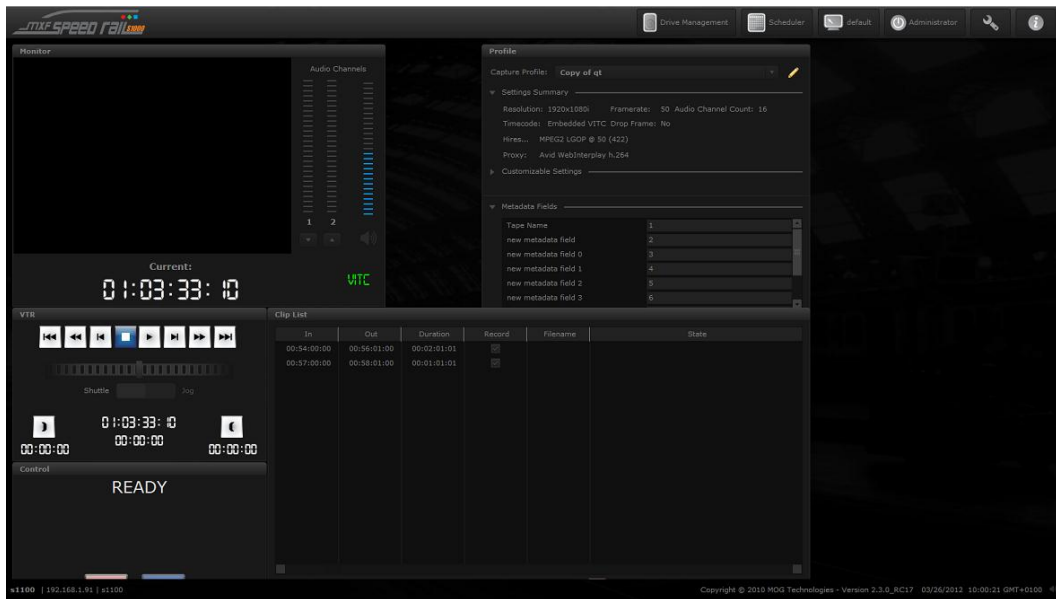 mxf SPEED rail s1000
Drive Management
Scheduler
default
Administrator
Monitor
Audio Channels
1 2
Current:
01:03:33:10
VITC
Profile
Capture Profile: Copy of qt
Settings Summary
Resolution: 1920x1080i Framerate: 50 Audio Channel Count: 16
Timecode: Embedded VITC Drop Frame: No
Hires... MPEG2 LGOP @ 50 (422)
Proxy: Avid WebInterplay h.264
Customizable Settings
Metadata Fields
Tape Name 1
new metadata field 2
new metadata field 0 3
new metadata field 1 4
new metadata field 2 5
new metadata field 3 6
VTR
Shuttle Jog
01:03:33:10
00:00:00
00:00:00
00:00:00
Clip List
In Out Duration Record Filename State
00:54:00:00 00:56:01:00 00:02:01:01
00:57:00:00 00:58:01:00 00:01:01:01
Control
READY
s1100 | 192.168.1.91 | s1100
Copyright © 2010 MOG Technologies - Version 2.3.0_RC17 03/26/2012 10:00:21 GMT+0100